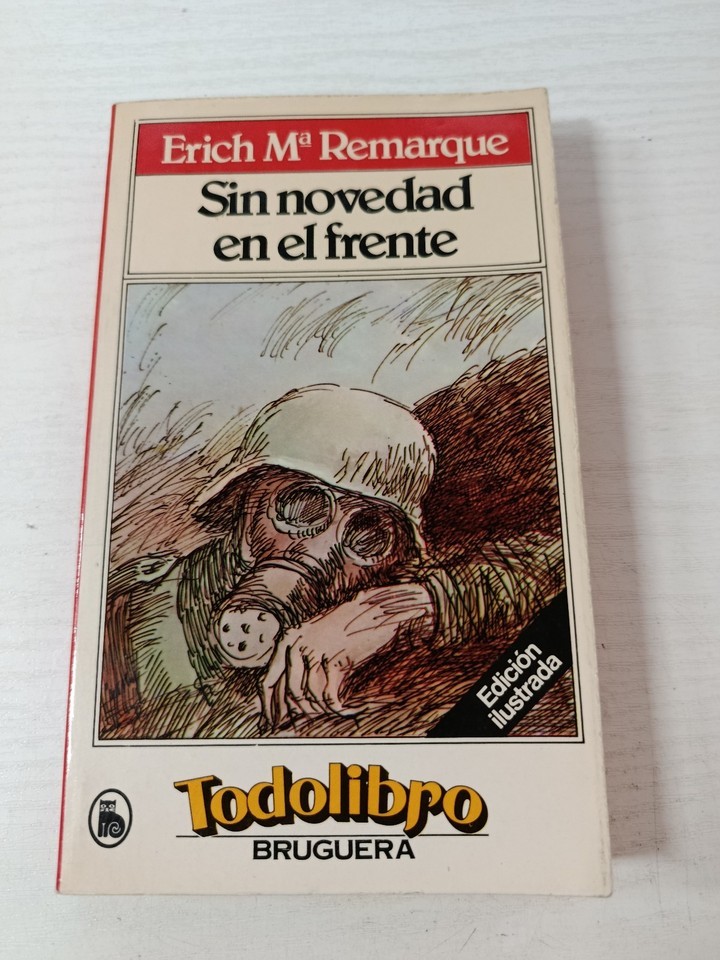 Erich Mª Remarque
Sin novedad
en el frente
Edición
ilustrada
Todolibro
BRUGUERA